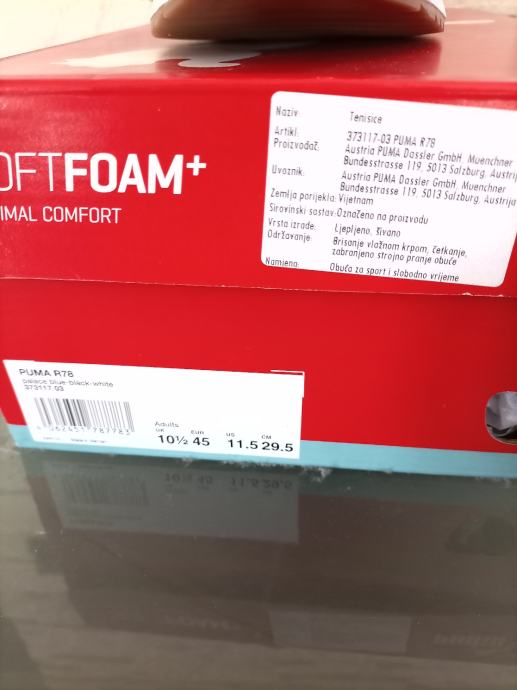 OFTFOAM+
IMAL COMFORT
Naziv: Tenisice
Artikl: 373117-03 PUMA R78
Proizvođač: Austria PUMA Dassler GmbH, Muenchner
Bundesstrasse 119, 5013 Salzburg, Austrij
Uvoznik: Austria PUMA Dassler GmbH, Muenchner
Bundesstrasse 119, 5013 Salzburg, Austrija
Zemlja porijekla: Vijetnam
Sirovinski sastav: Označeno na proizvodu
Vrsta izrade: Ljepljeno, šivano
Održavanje: Brisanje vlažnom krpom, četkanje,
zabranjeno strojno pranje obuće
Namjena: Obuća za sport i slobodno vrijeme
PUMA R78
palace blue-black-white
373117 03
Adults
UK EUR US CM
10½ 45 11.5 29.5